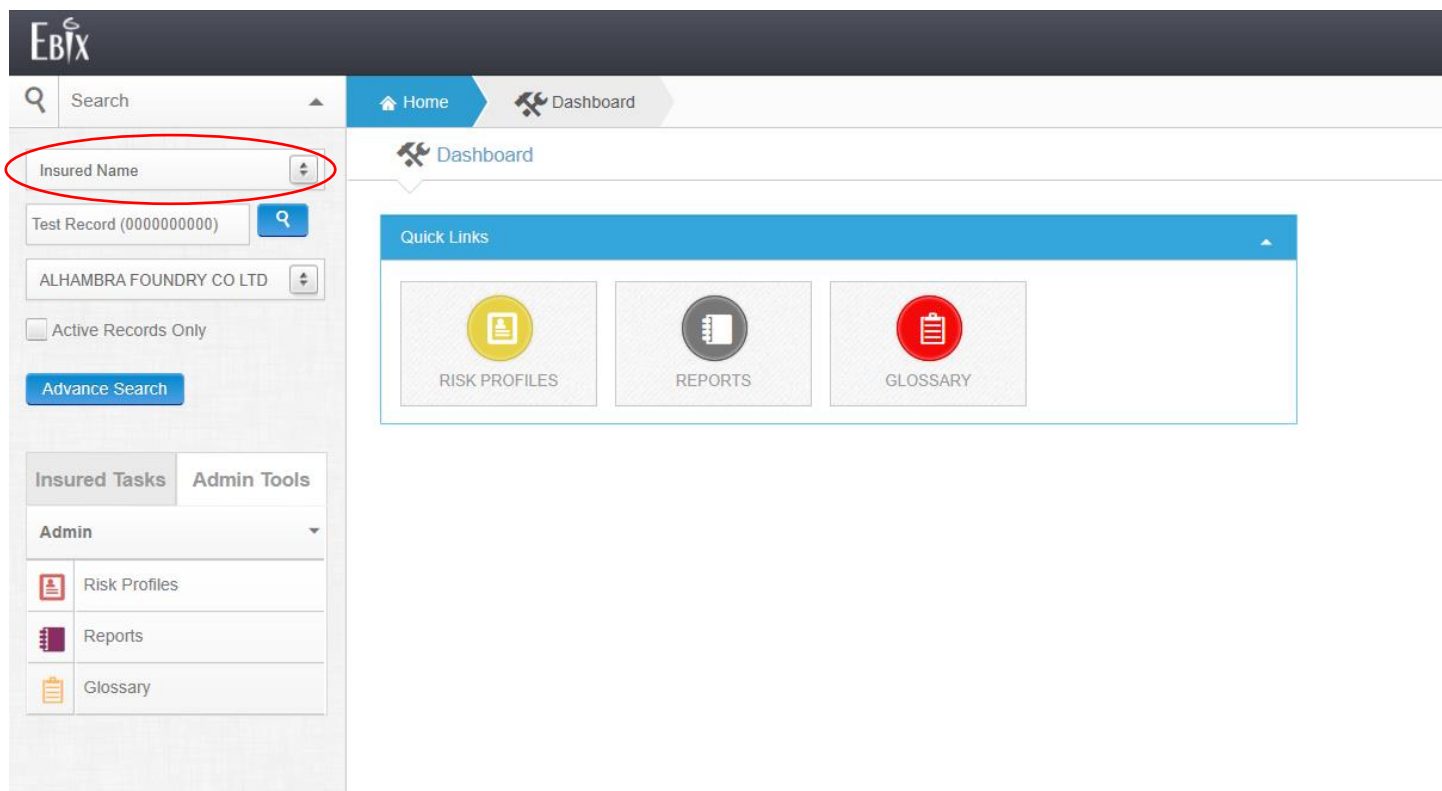 EBIX
Search
Home
Dashboard
Insured Name
Dashboard
Test Record (0000000000)
Quick Links
ALHAMBRA FOUNDRY CO LTD
Active Records Only
RISK PROFILES
REPORTS
GLOSSARY
Advance Search
Insured Tasks
Admin Tools
Admin
Risk Profiles
Reports
Glossary